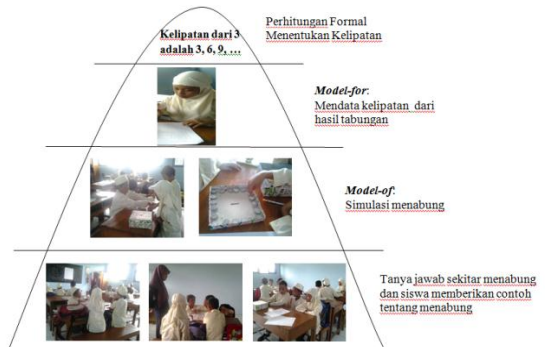 Perhitungan Formal
Menentukan Kelipatan
Kelipatan dari 3
adalah 3, 6, 9, …
Model-for:
Mendata kelipatan dari
hasil tabungan
Model-of:
Simulasi menabung
Tanya jawab sekitar menabung
dan siswa memberikan contoh
tentang menabung